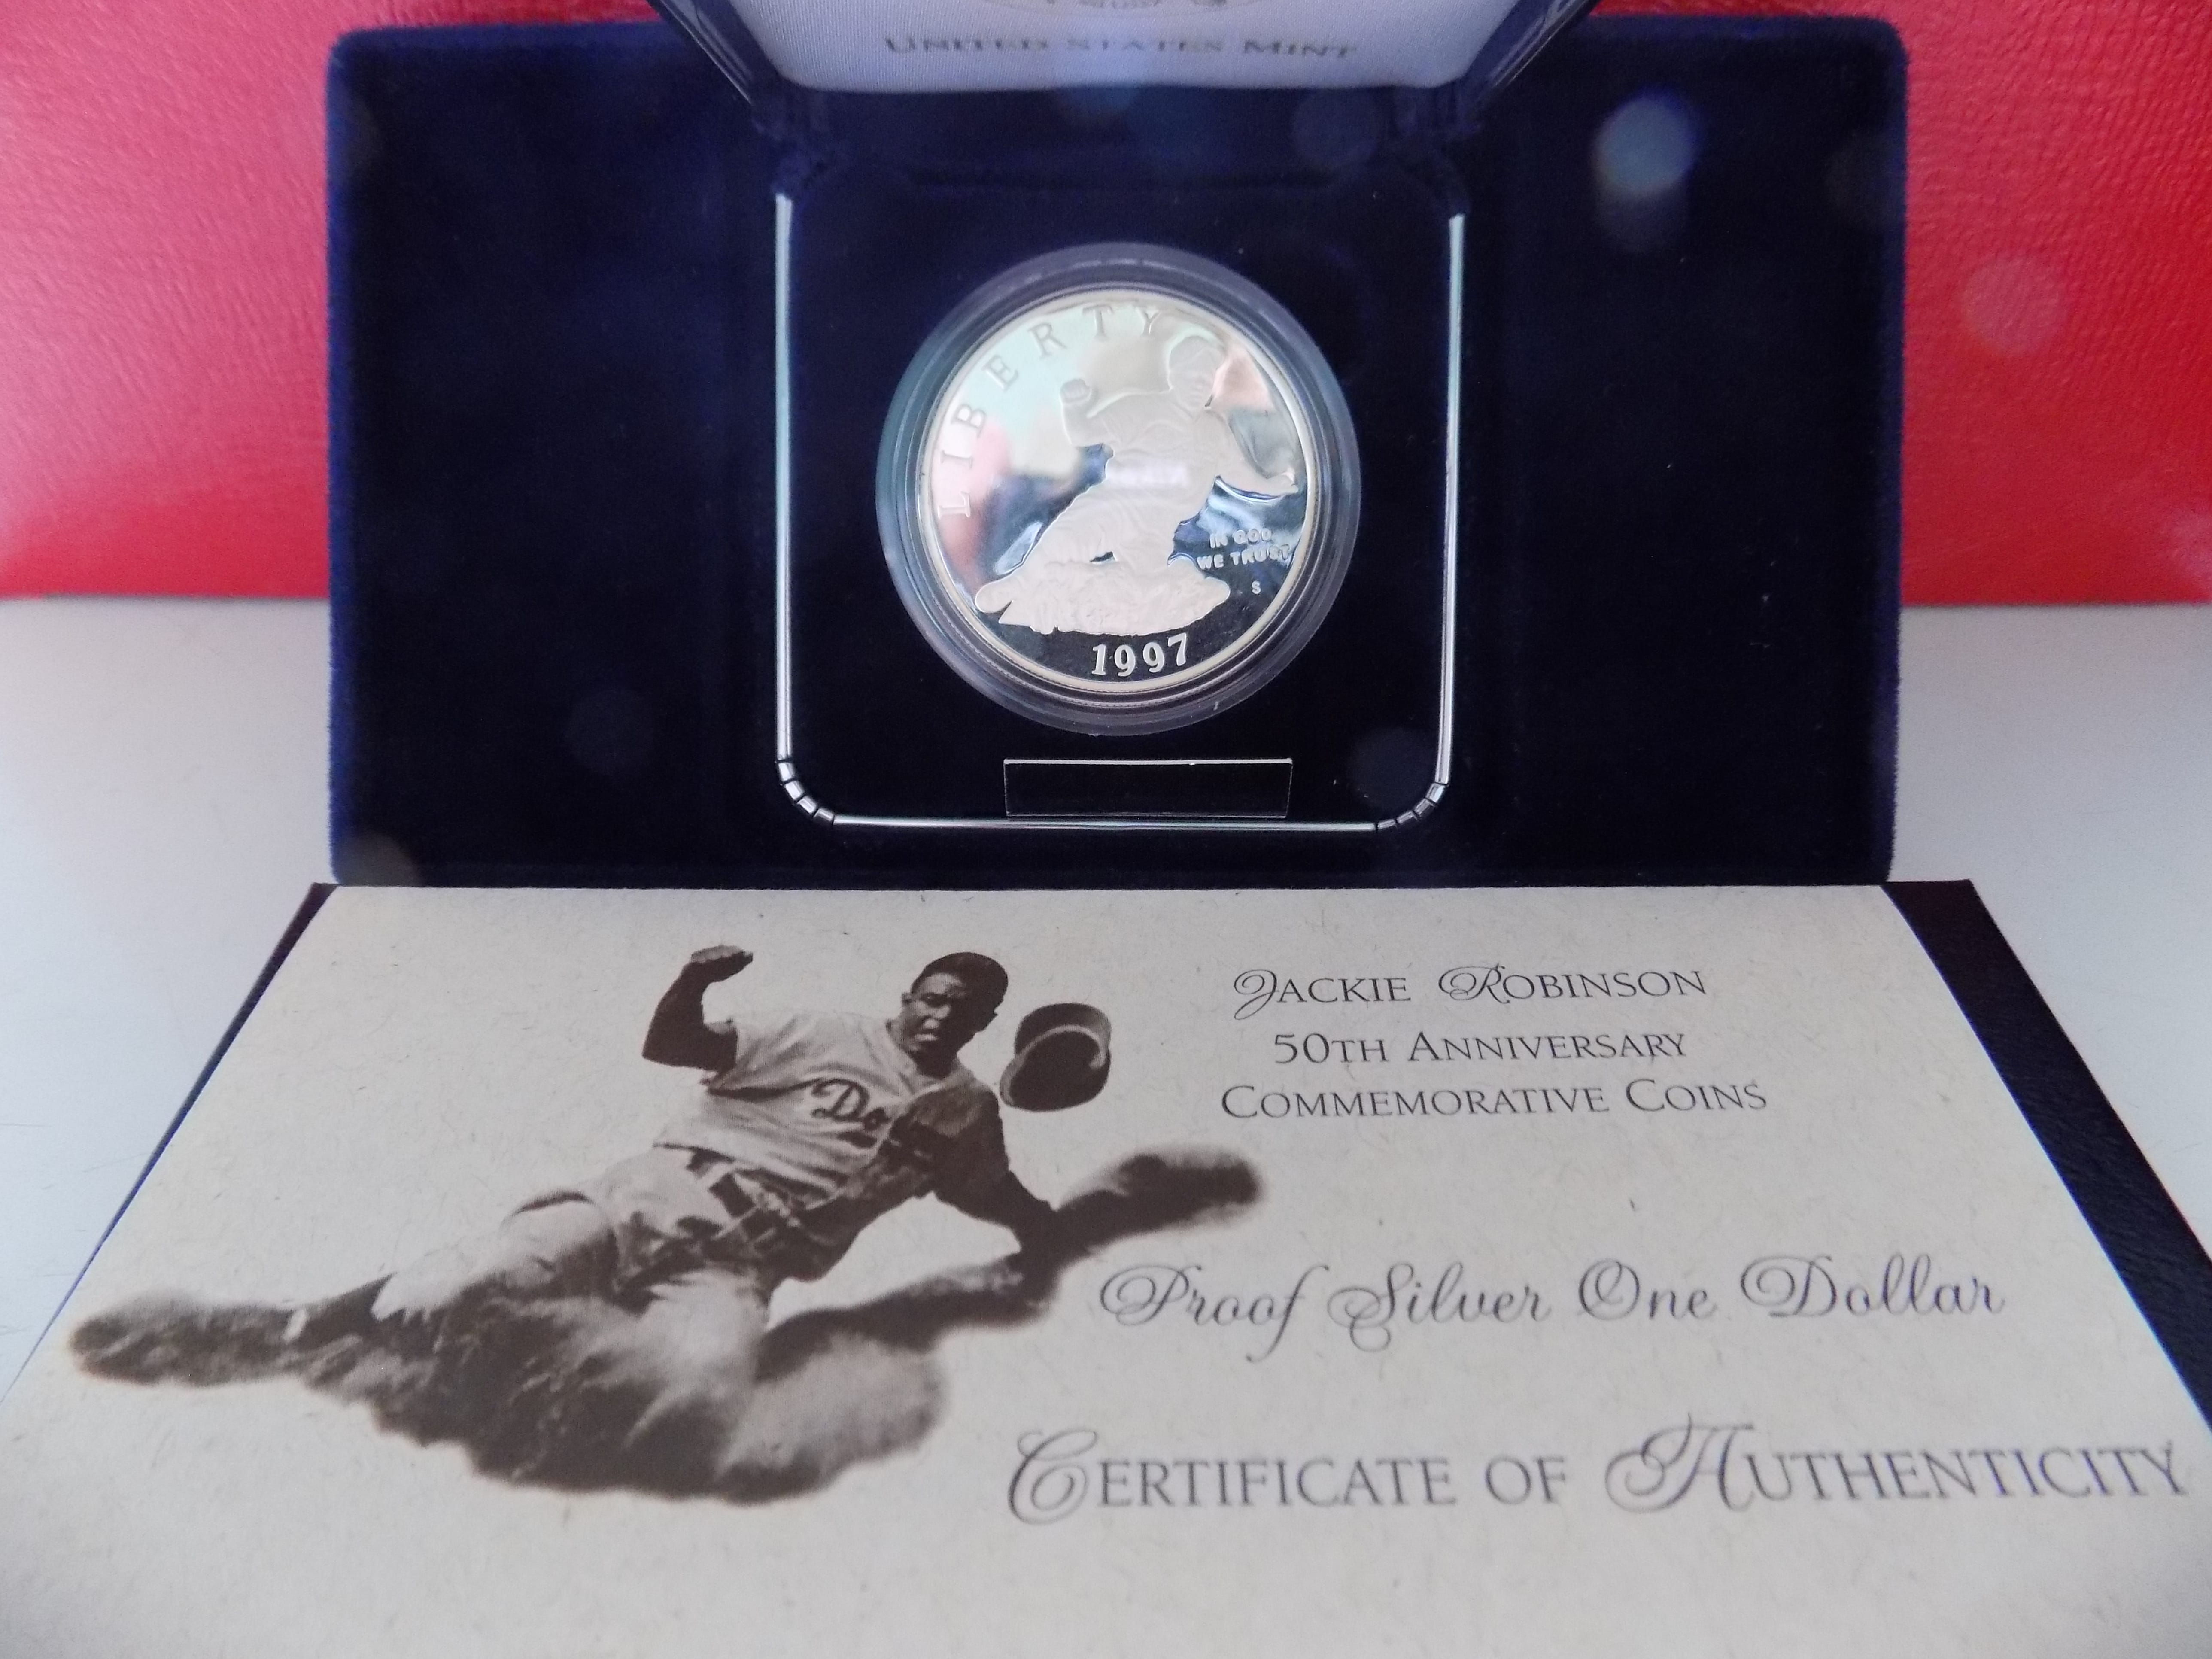 UNITED STATES MINT
LIBERTY
IN GOD
WE TRUST
S
1997
JACKIE ROBINSON
50TH ANNIVERSARY
COMMEMORATIVE COINS
Do
Proof Silver One Dollar
CERTIFICATE OF AUTHENTICITY